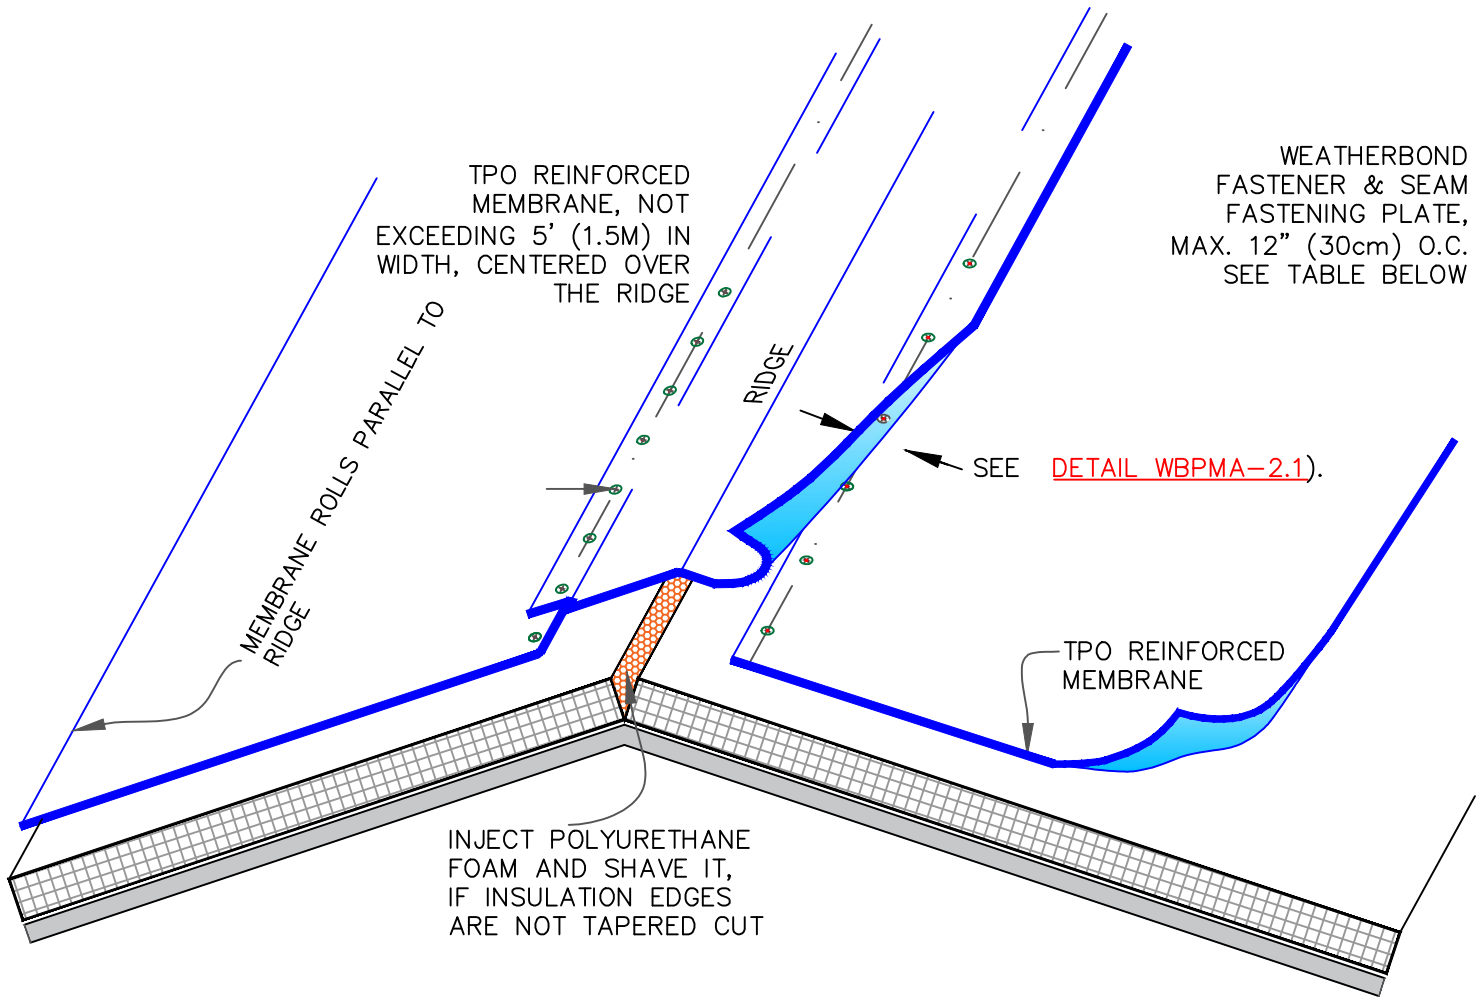 TPO REINFORCED
MEMBRANE, NOT
EXCEEDING 5' (1.5M) IN
WIDTH, CENTERED OVER
THE RIDGE
WEATHERBOND
FASTENER & SEAM
FASTENING PLATE,
MAX. 12" (30cm) O.C.
SEE TABLE BELOW
MEMBRANE ROLLS PARALLEL TO
RIDGE
RIDGE
SEE DETAIL WBPMA-2.1).
TPO REINFORCED
MEMBRANE
INJECT POLYURETHANE
FOAM AND SHAVE IT,
IF INSULATION EDGES
ARE NOT TAPERED CUT